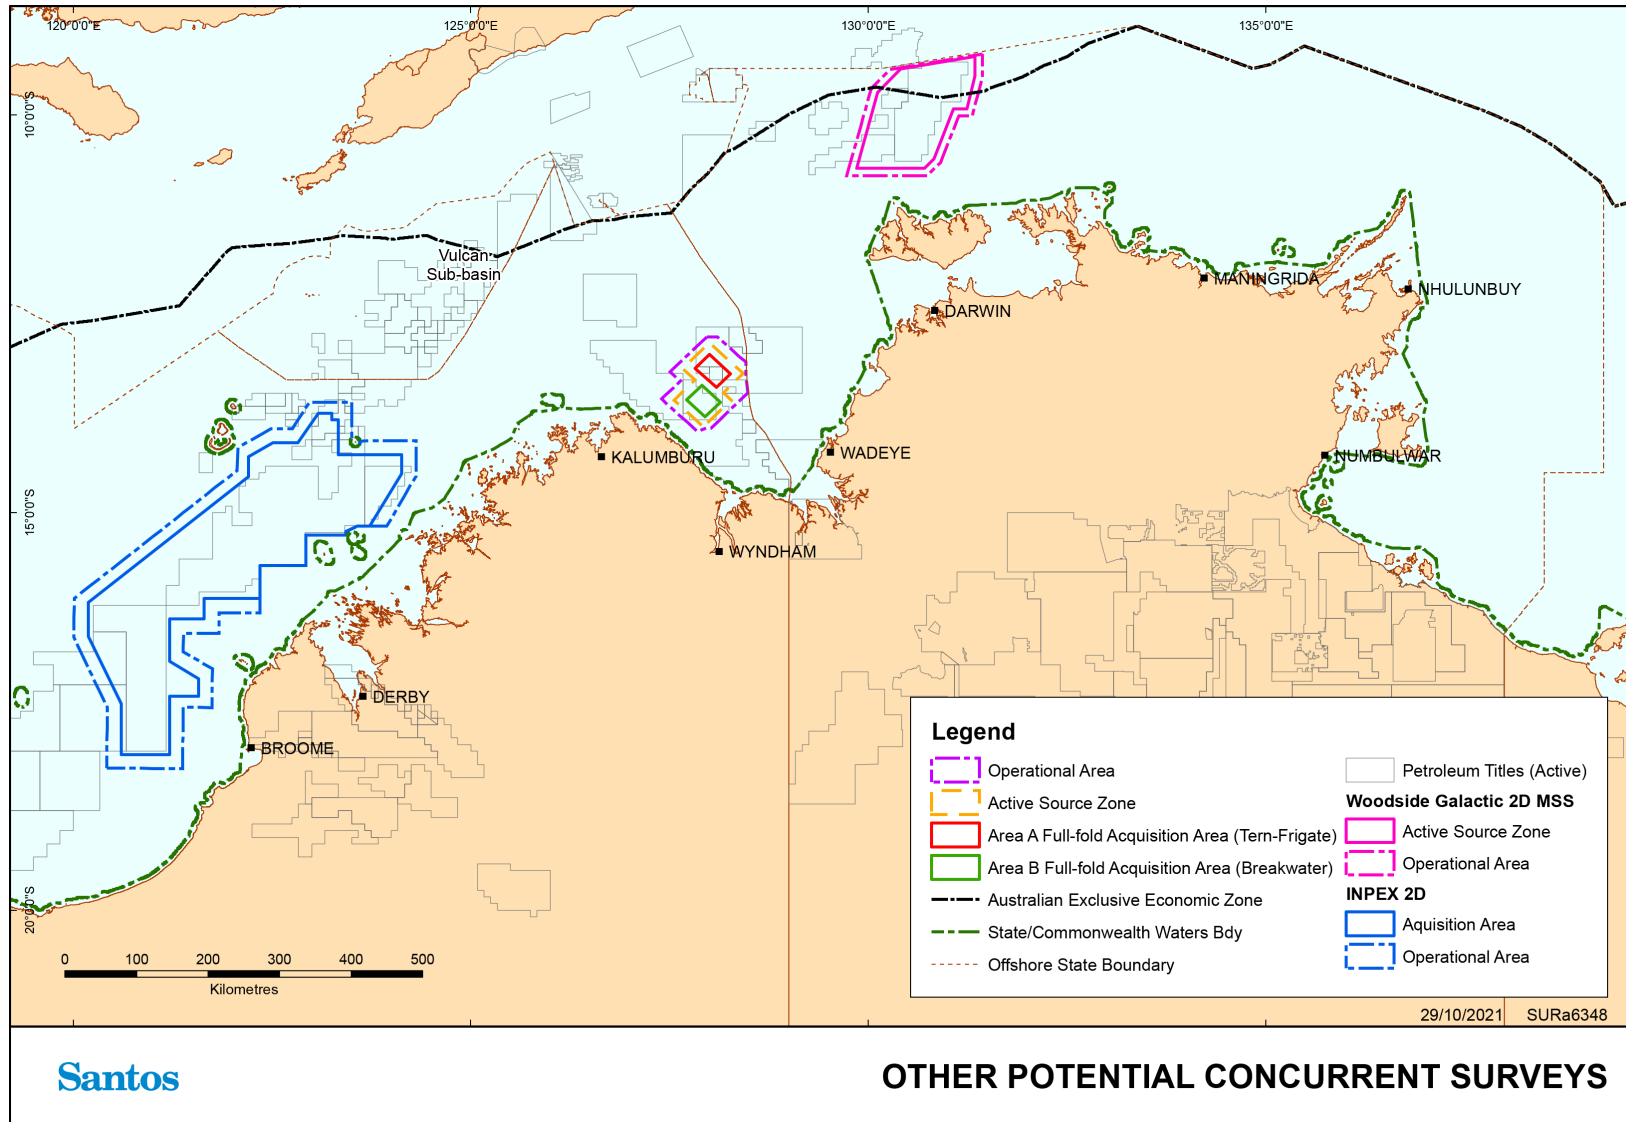 120°0'0"E
125°0'0"E
130°0'0"E
135°0'0"E
10°0'0"S
15°0'0"S
20°0'0"S
Vulcan
Sub-basin
MANINGRIDA
NHULUNBUY
DARWIN
KALUMBURU
WADEYE
NUMBULWAR
WYNDHAM
DERBY
BROOME
Legend
Operational Area
Active Source Zone
Area A Full-fold Acquisition Area (Tern-Frigate)
Area B Full-fold Acquisition Area (Breakwater)
Australian Exclusive Economic Zone
State/Commonwealth Waters Bdy
Offshore State Boundary
Petroleum Titles (Active)
Woodside Galactic 2D MSS
Active Source Zone
Operational Area
INPEX 2D
Aquisition Area
Operational Area
0 100 200 300 400 500
Kilometres
29/10/2021 SURa6348
Santos
OTHER POTENTIAL CONCURRENT SURVEYS